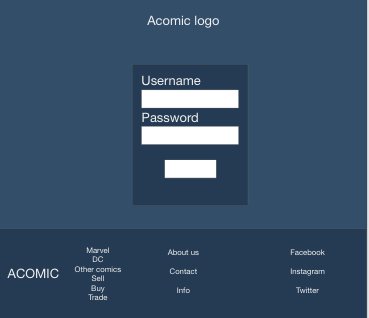 Acomic logo
Username
Password
ACOMIC
Marvel
DC
Other comics
Sell
Buy
Trade
About us
Contact
Info
Facebook
Instagram
Twitter